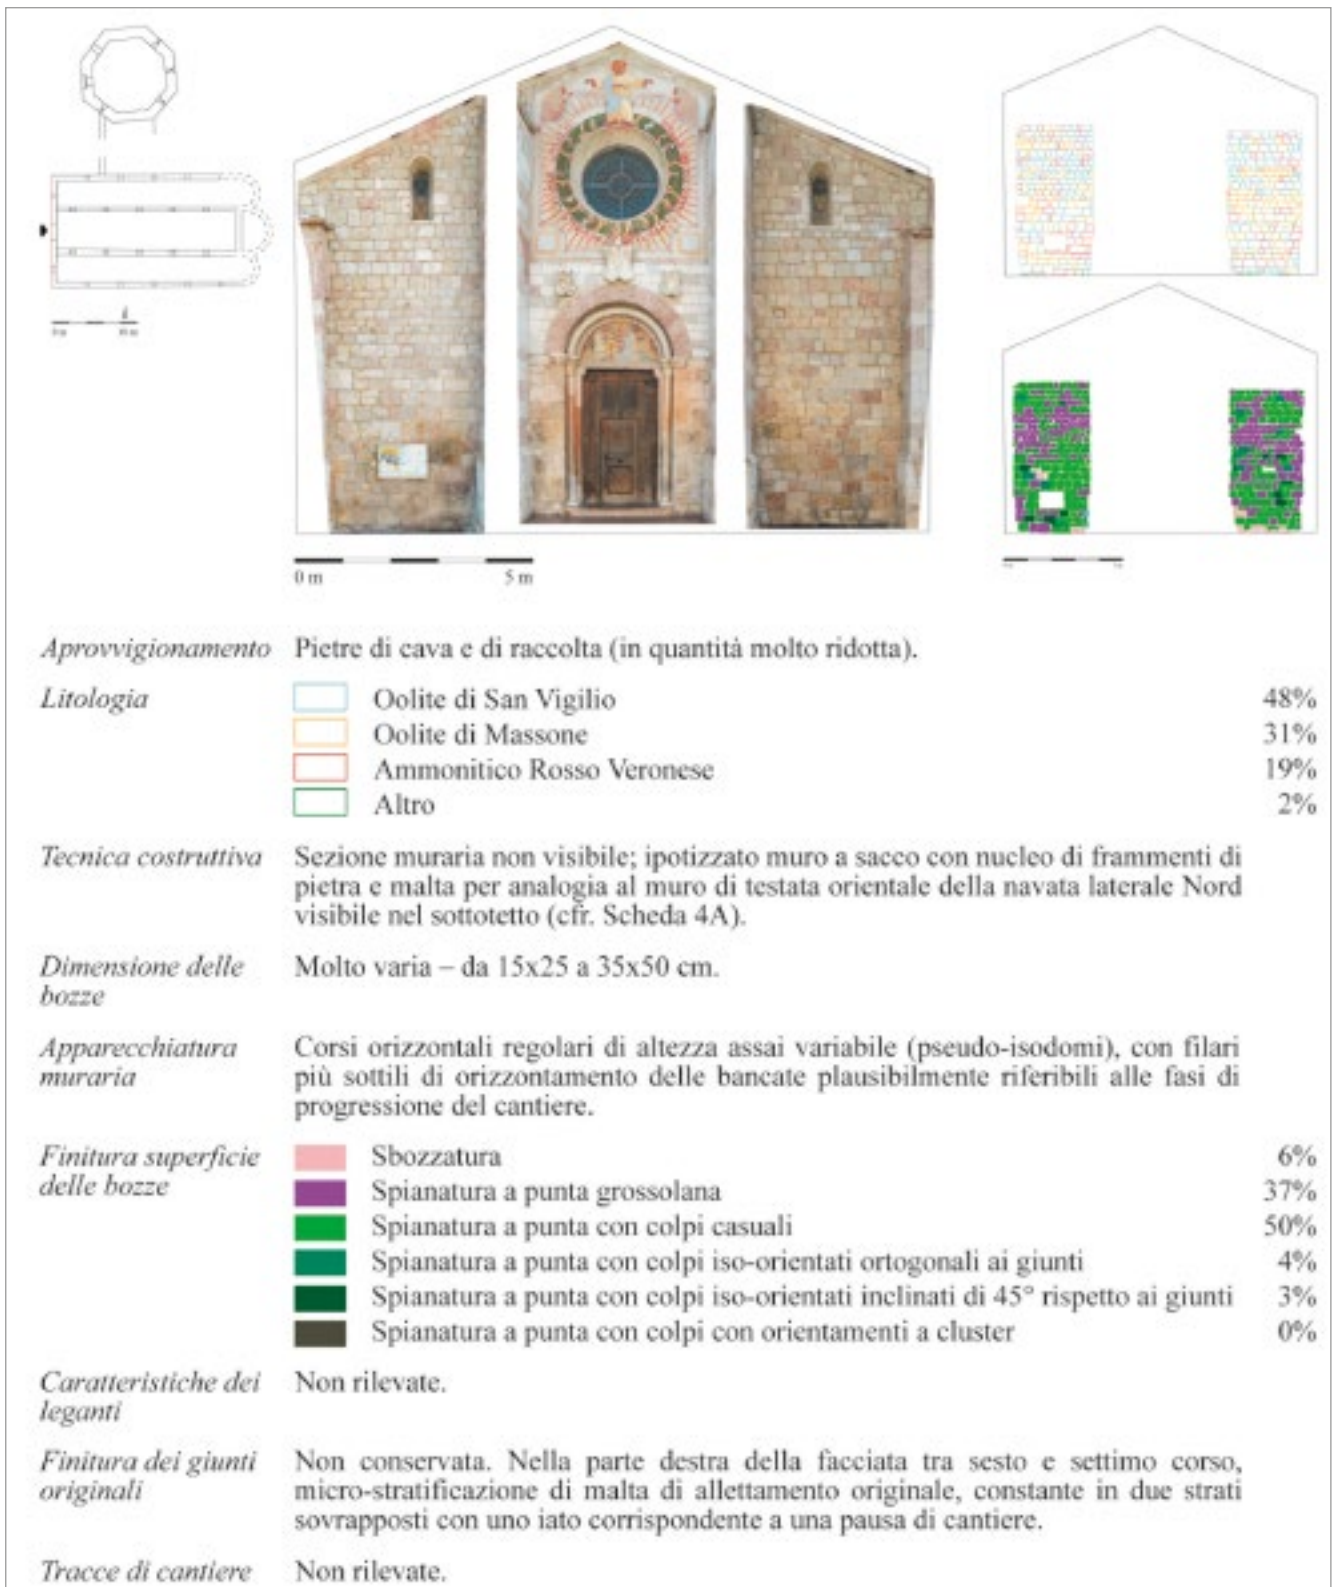 0 m
5 m
Aprovvigionamento Pietre di cava e di raccolta (in quantità molto ridotta).
Litologia
Oolite di San Vigilio 48%
Oolite di Massone 31%
Ammonitico Rosso Veronese 19%
Altro 2%
Tecnica costruttiva Sezione muraria non visibile; ipotizzato muro a sacco con nucleo di frammenti di
pietra e malta per analogia al muro di testata orientale della navata laterale Nord
visibile nel sottotetto (cfr. Scheda 4A).
Dimensione delle Molto varia – da 15x25 a 35x50 cm.
bozze
Apparecchiatura Corsi orizzontali regolari di altezza assai variabile (pseudo-isodomi), con filari
muraria più sottili di orizzontamento delle bancate plausibilmente riferibili alle fasi di
progressione del cantiere.
Finitura superficie Sbozzatura 6%
delle bozze Spianatura a punta grossolana 37%
Spianatura a punta con colpi casuali 50%
Spianatura a punta con colpi iso-orientati ortogonali ai giunti 4%
Spianatura a punta con colpi iso-orientati inclinati di 45° rispetto ai giunti 3%
Spianatura a punta con colpi con orientamenti a cluster 0%
Caratteristiche dei Non rilevate.
leganti
Finitura dei giunti Non conservata. Nella parte destra della facciata tra sesto e settimo corso,
originali micro-stratificazione di malta di allettamento originale, constante in due strati
sovrapposti con uno iato corrispondente a una pausa di cantiere.
Tracce di cantiere Non rilevate.